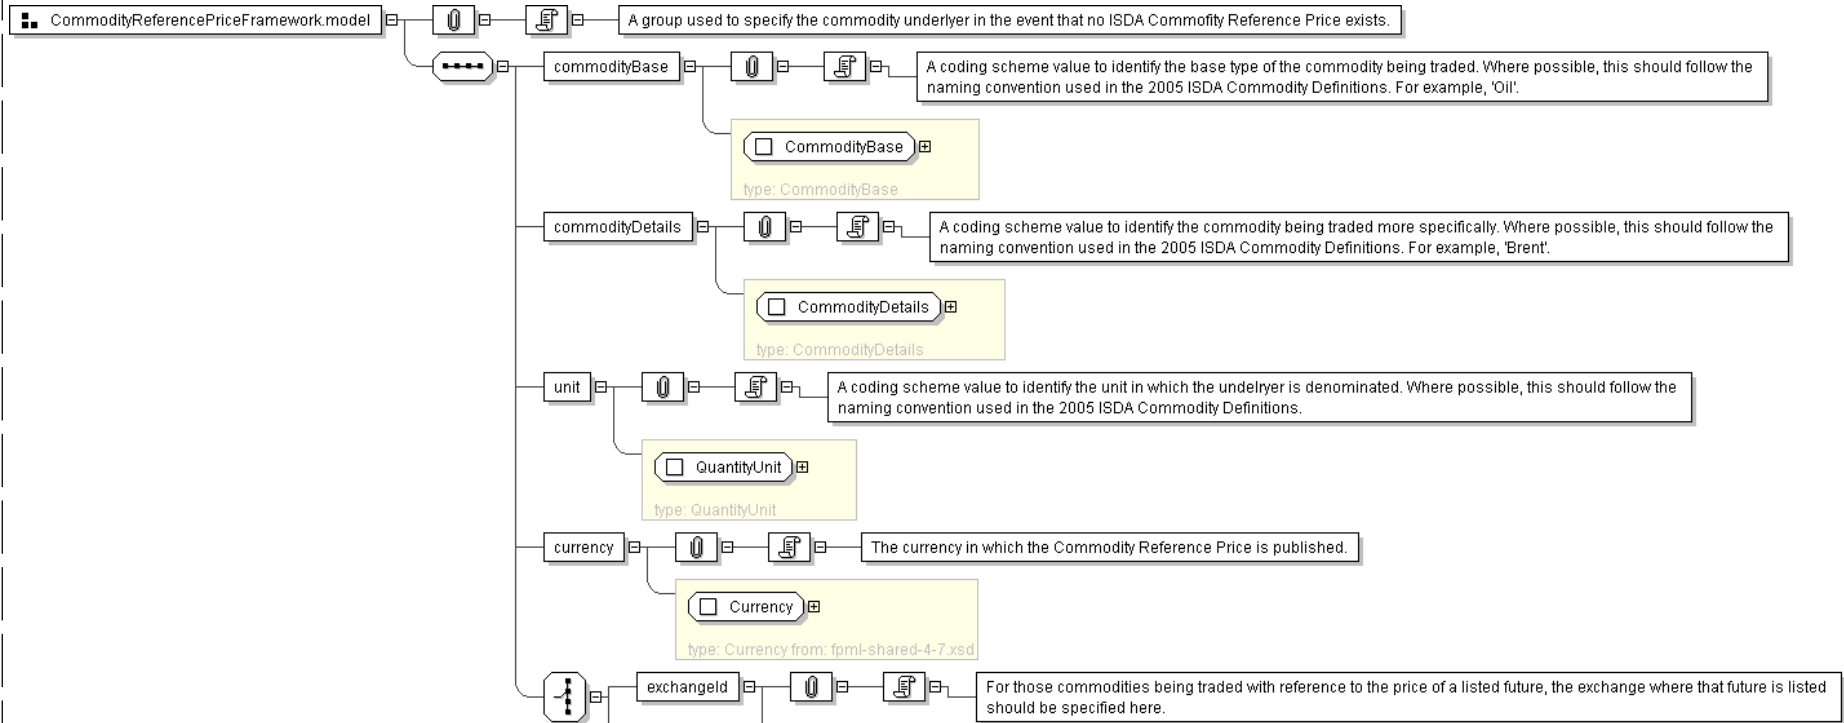 CommodityReferencePriceFramework.model
A group used to specify the commodity underlyer in the event that no ISDA Commofity Reference Price exists.
commodityBase
A coding scheme value to identify the base type of the commodity being traded. Where possible, this should follow the
naming convention used in the 2005 ISDA Commodity Definitions. For example, 'Oil'.
CommodityBase
type: CommodityBase
commodityDetails
A coding scheme value to identify the commodity being traded more specifically. Where possible, this should follow the
naming convention used in the 2005 ISDA Commodity Definitions. For example, 'Brent'.
CommodityDetails
type: CommodityDetails
unit
A coding scheme value to identify the unit in which the undelryer is denominated. Where possible, this should follow the
naming convention used in the 2005 ISDA Commodity Definitions.
QuantityUnit
type: QuantityUnit
currency
The currency in which the Commodity Reference Price is published.
Currency
type: Currency from: fpml-shared-4-7.xsd
exchangeId
For those commodities being traded with reference to the price of a listed future, the exchange where that future is listed
should be specified here.